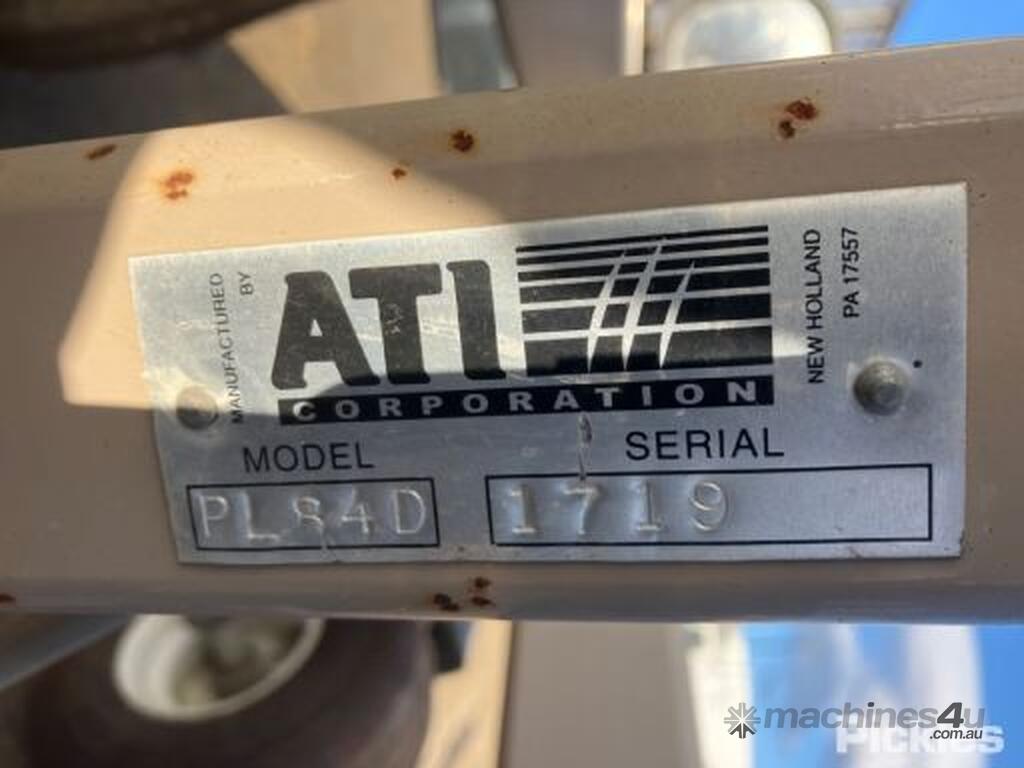 MANUFACTURED
BY
ATI
CORPORATION
NEW HOLLAND
PA 17557
MODEL
SERIAL
PL84D
1719
machines4u
.com.au
PICKLES